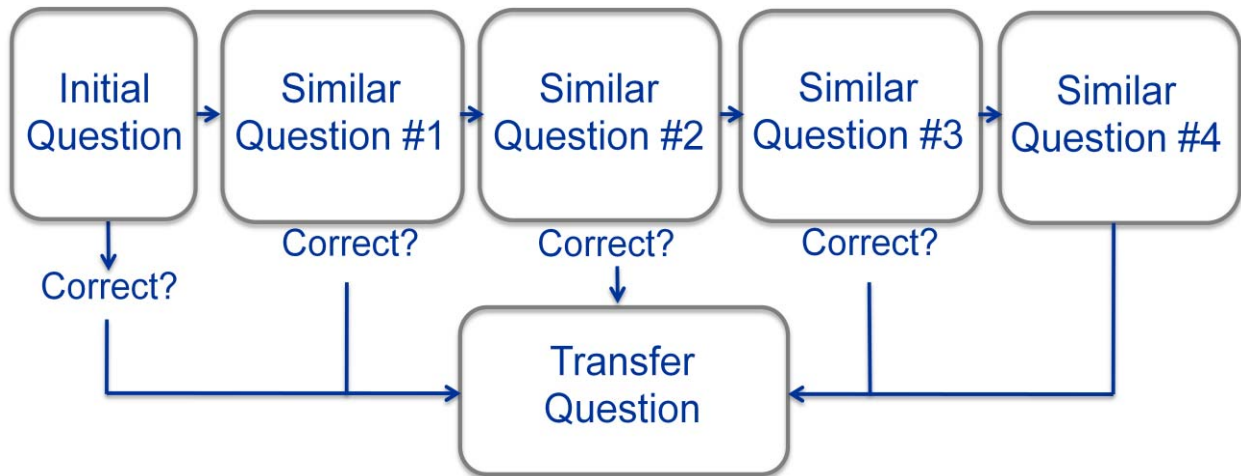 Initial
Question
Similar
Question #1
Similar
Question #2
Similar
Question #3
Similar
Question #4
Correct?
Correct?
Correct?
Correct?
Transfer
Question